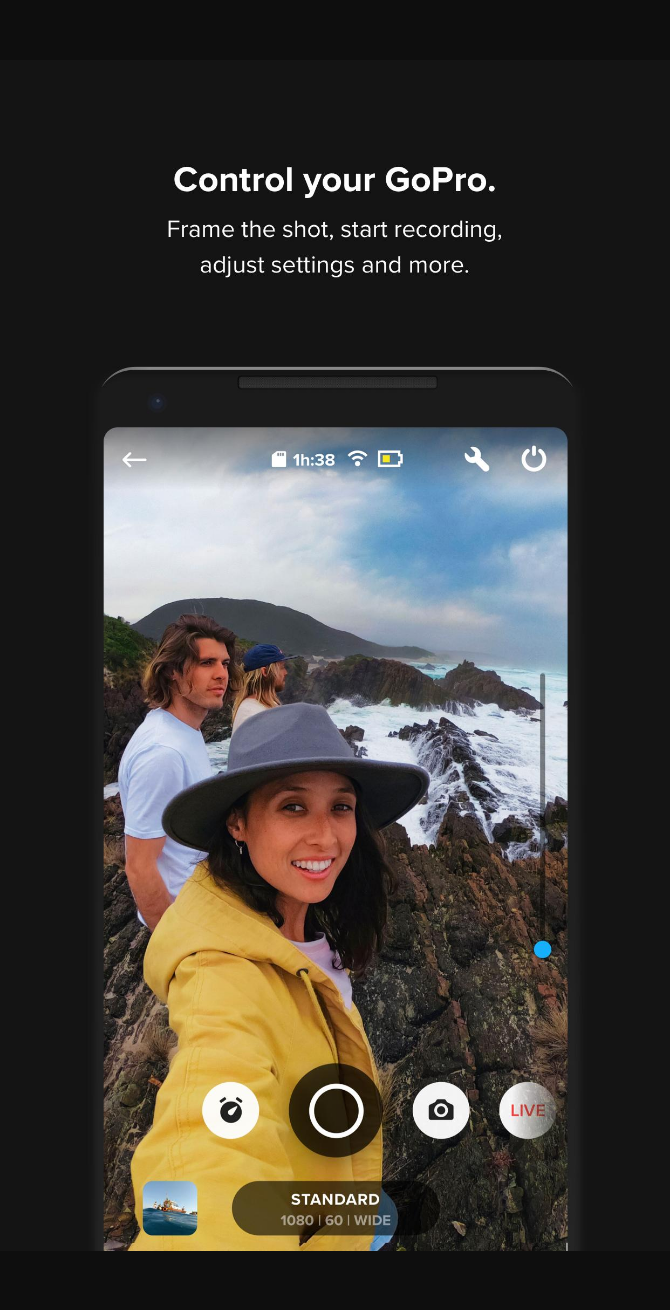 Control your GoPro.
Frame the shot, start recording,
adjust settings and more.
1h:38
LIVE
STANDARD
1080 | 60 | WIDE